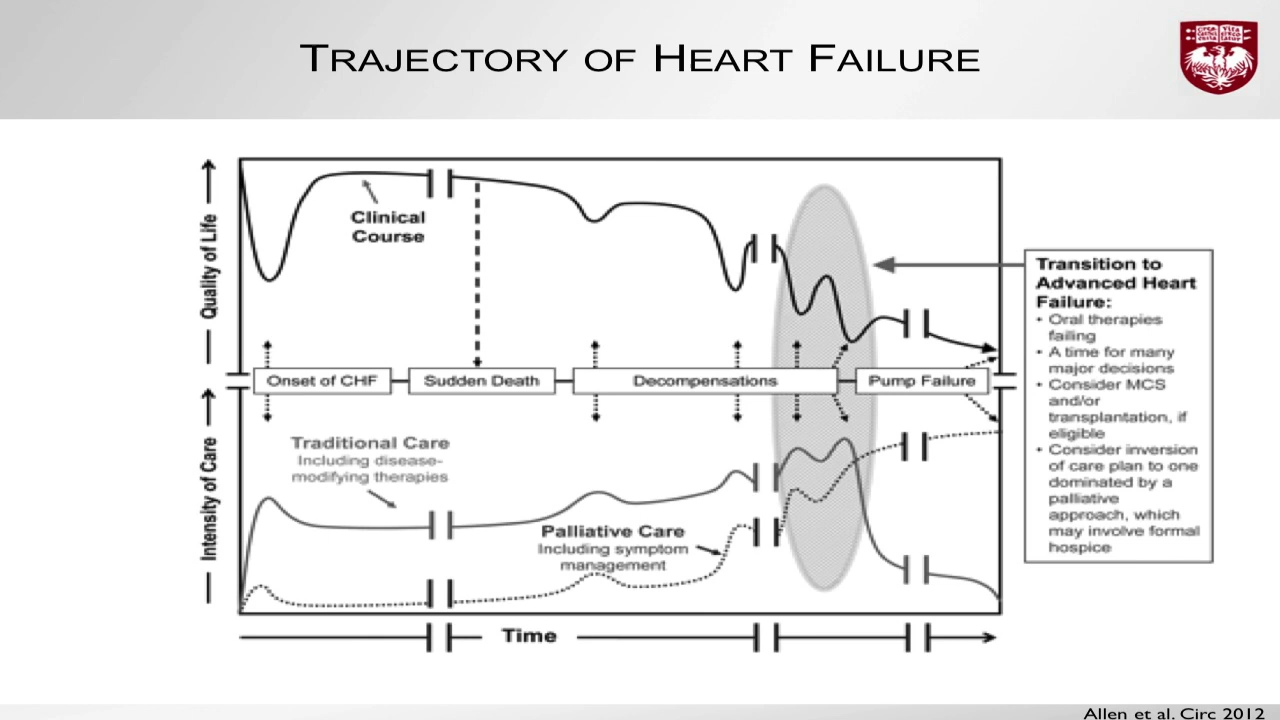 TRAJECTORY OF HEART FAILURE
Quality of Life
Clinical
Course
Transition to
Advanced Heart
Failure:
• Oral therapies
failing
• A time for many
major decisions
• Consider MCS
and/or
transplantation, if
eligible
• Consider inversion
of care plan to one
dominated by a
palliative
approach, which
may involve formal
hospice
Onset of CHF
Sudden Death
Decompensations
Pump Failure
Intensity of Care
Traditional Care
Including disease-
modifying therapies
Palliative Care
Including symptom
management
Time
Allen et al. Circ 2012